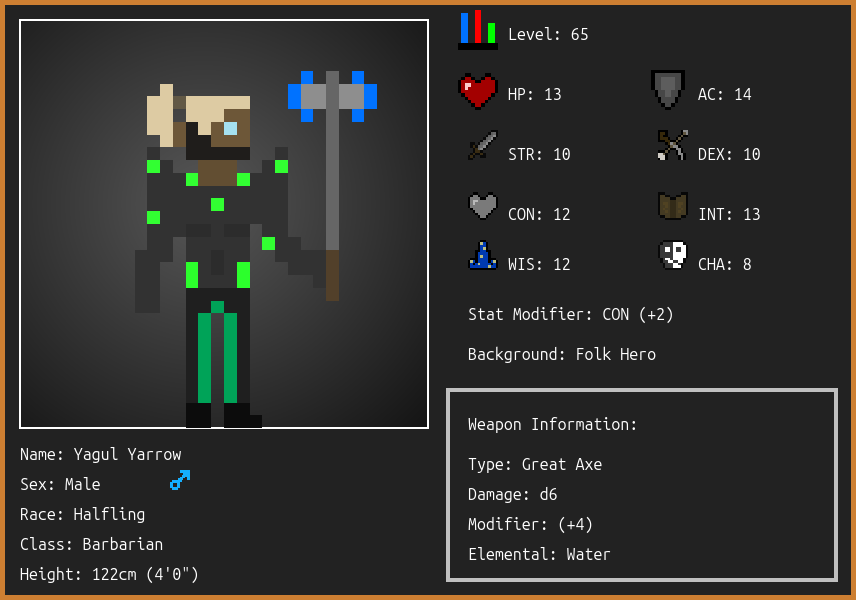 Level: 65
HP: 13
AC: 14
STR: 10
DEX: 10
CON: 12
INT: 13
WIS: 12
CHA: 8
Stat Modifier: CON (+2)
Background: Folk Hero
Weapon Information:
Type: Great Axe
Damage: d6
Modifier: (+4)
Elemental: Water
Name: Yagul Yarrow
Sex: Male
Race: Halfling
Class: Barbarian
Height: 122cm (4'0")